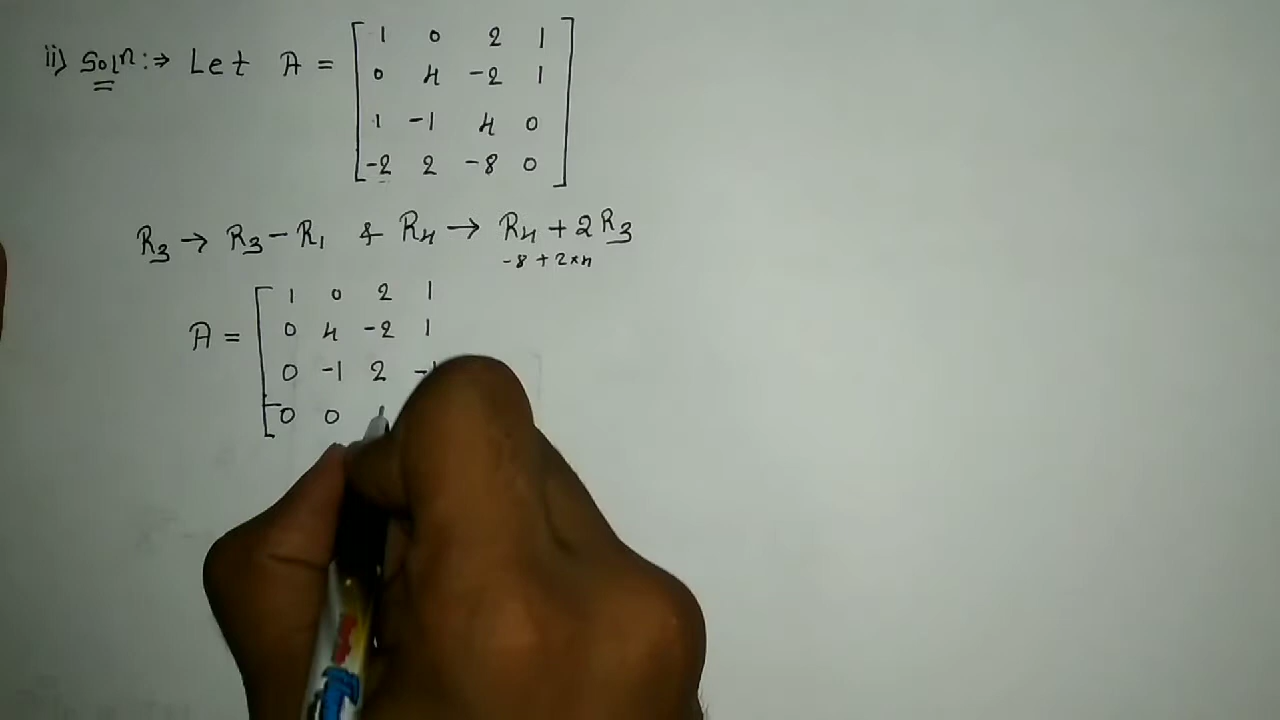 ii) Solⁿ :⇒ Let A = [ 1 0 2 1
0 4 -2 1
1 -1 4 0
-2 2 -8 0 ]
R₃ → R₃ - R₁ & R₄ → R₄ + 2R₃
-8 + 2×4
A = [ 1 0 2 1
0 4 -2 1
0 -1 2 -1
0 0